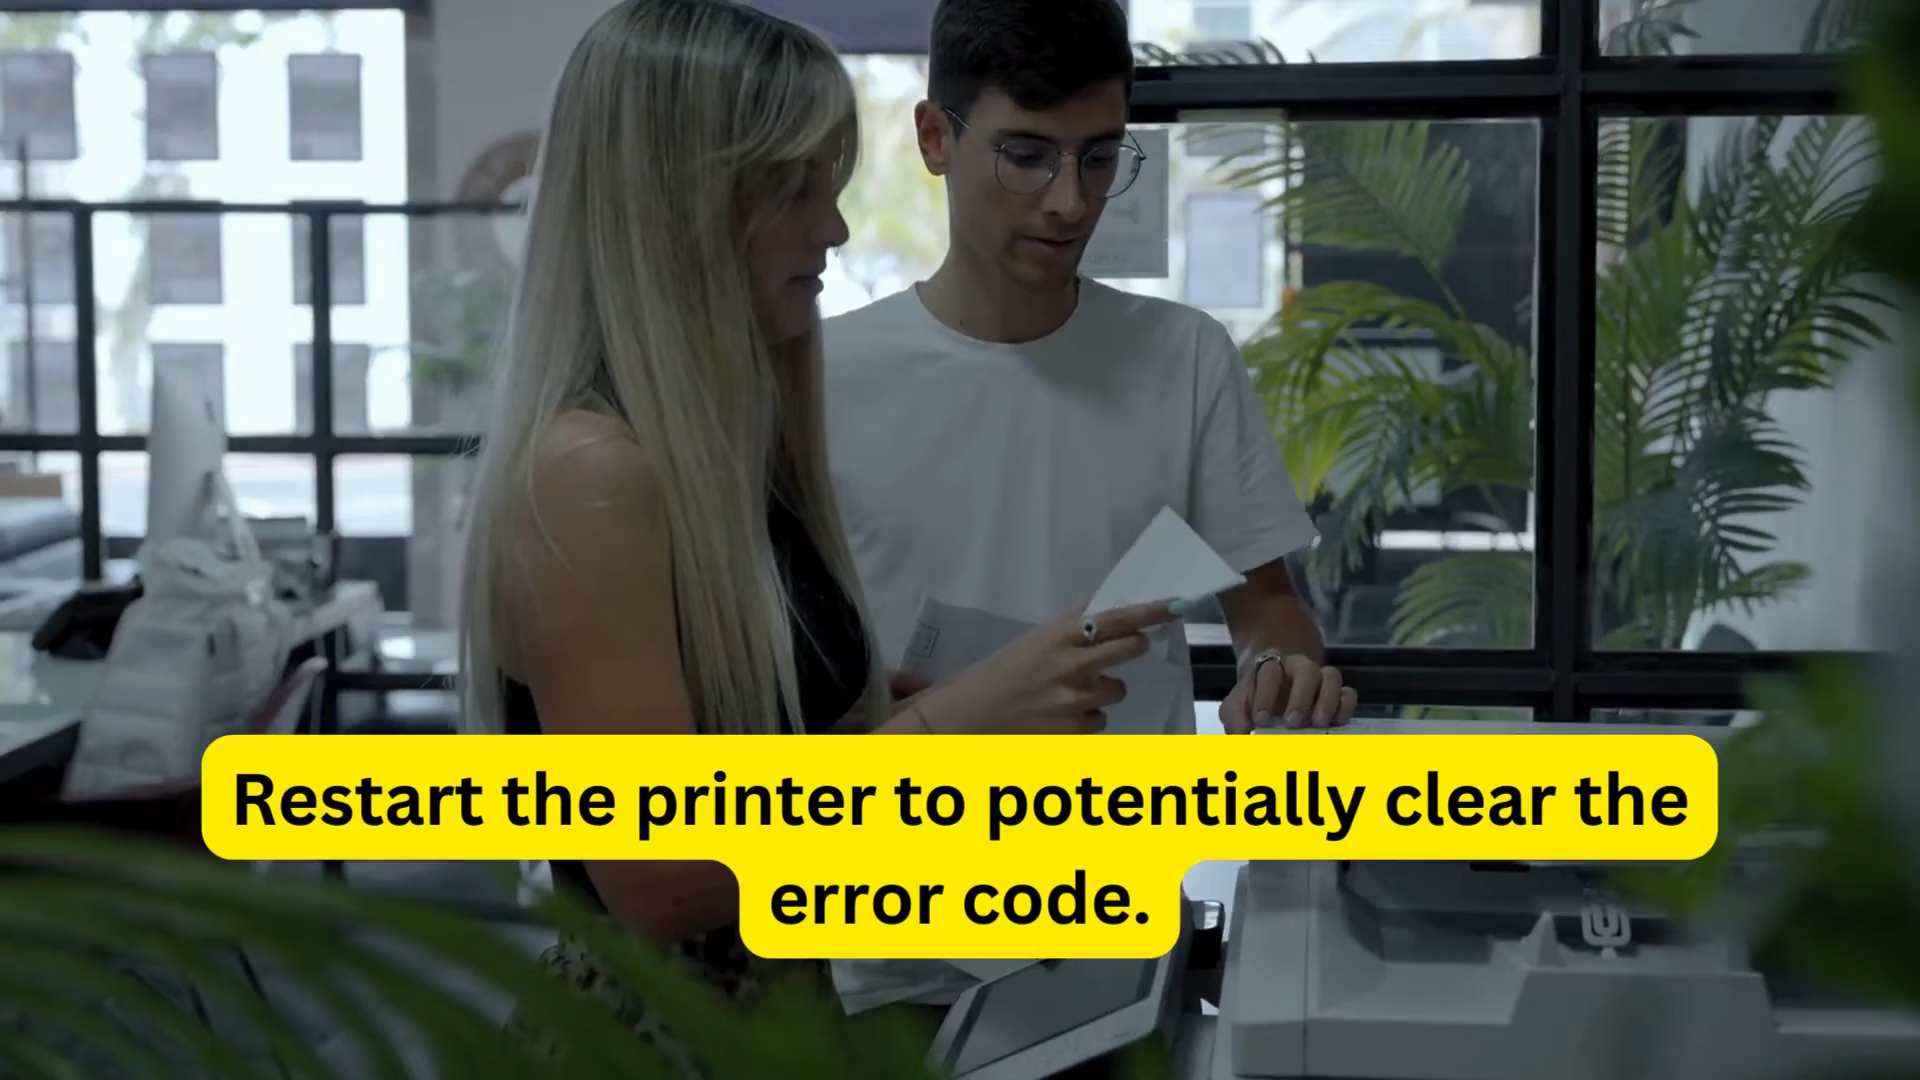 Restart the printer to potentially clear the
error code.